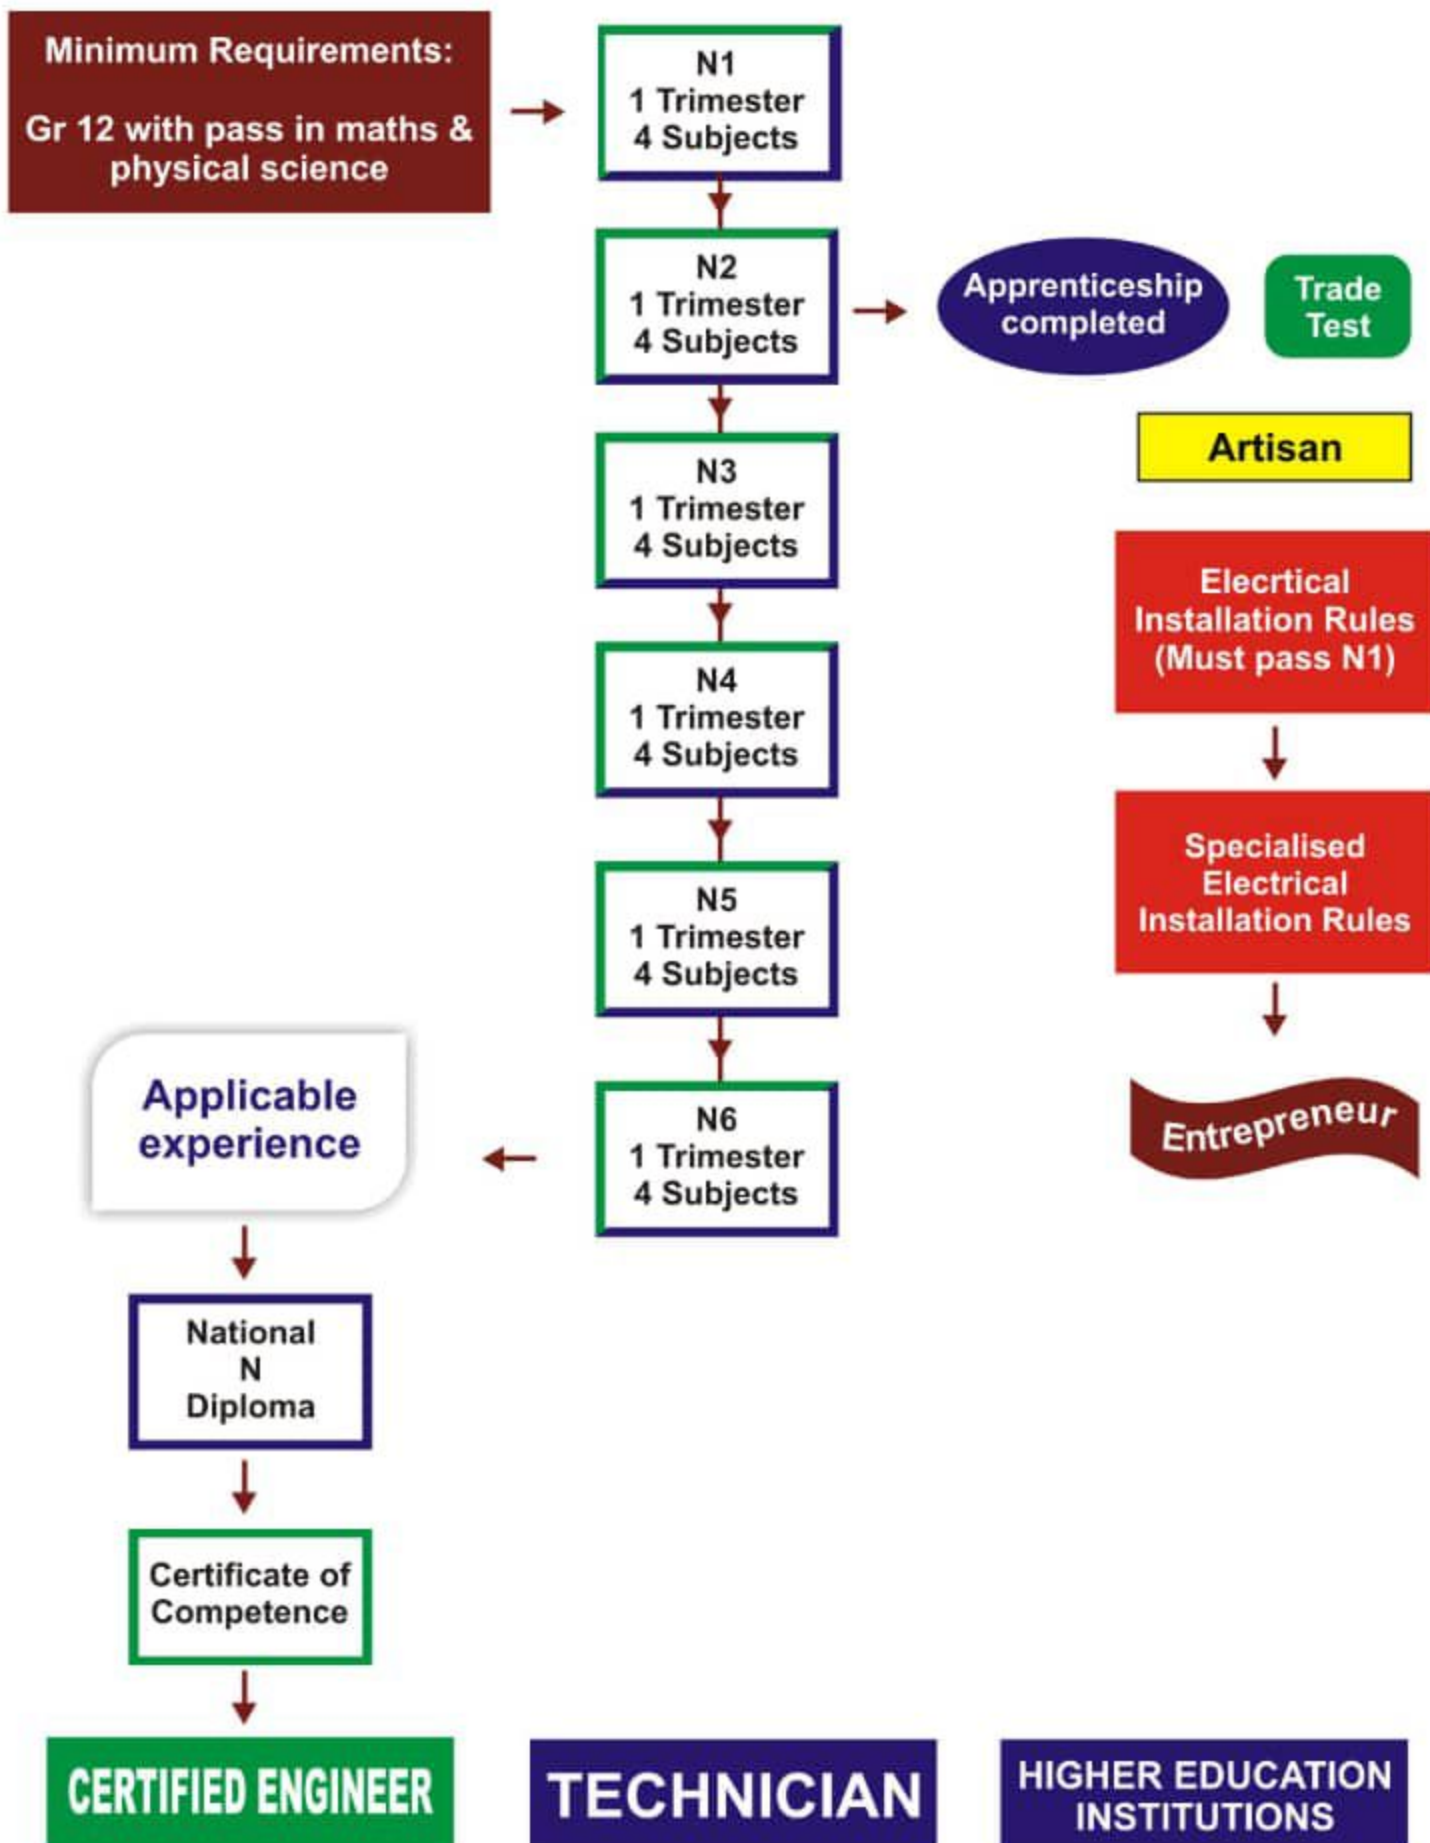 Minimum Requirements:
Gr 12 with pass in maths &
physical science
N1
1 Trimester
4 Subjects
N2
1 Trimester
4 Subjects
Apprenticeship
completed
Trade
Test
Artisan
N3
1 Trimester
4 Subjects
Elecrtical
Installation Rules
(Must pass N1)
N4
1 Trimester
4 Subjects
Specialised
Electrical
Installation Rules
N5
1 Trimester
4 Subjects
Entrepreneur
N6
1 Trimester
4 Subjects
Applicable
experience
National
N
Diploma
Certificate of
Competence
CERTIFIED ENGINEER
TECHNICIAN
HIGHER EDUCATION
INSTITUTIONS